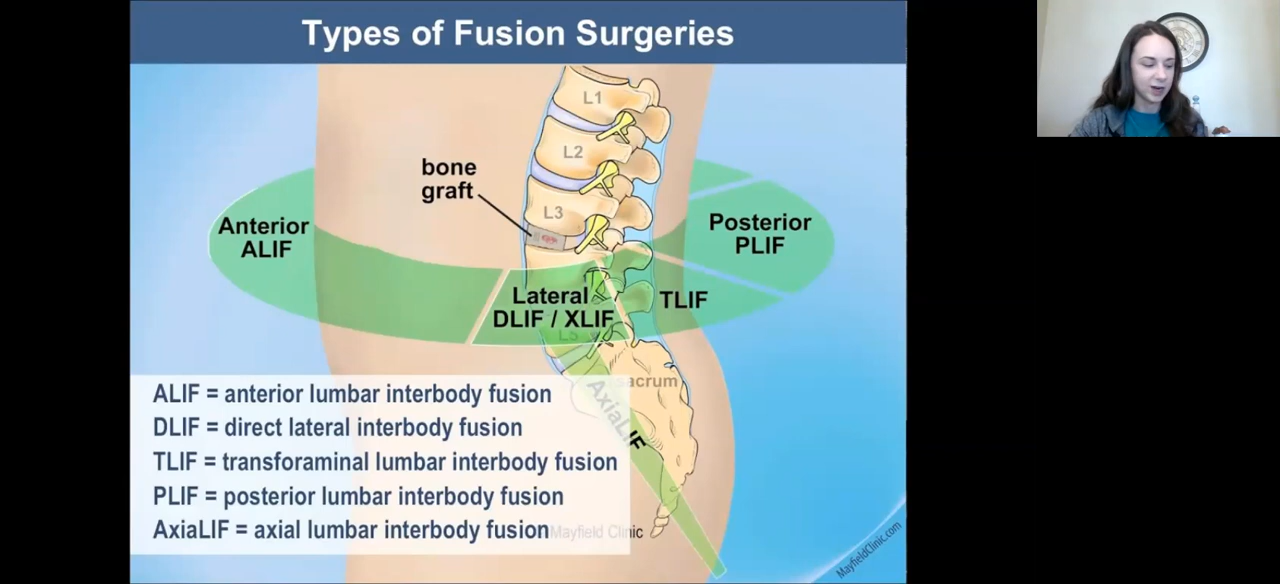 Types of Fusion Surgeries
L1
L2
bone
graft
L3
Anterior
ALIF
Posterior
PLIF
Lateral
DLIF / XLIF
TLIF
L5
sacrum
AxiaLIF
ALIF = anterior lumbar interbody fusion
DLIF = direct lateral interbody fusion
TLIF = transforaminal lumbar interbody fusion
PLIF = posterior lumbar interbody fusion
AxiaLIF = axial lumbar interbody fusion
Mayfield Clinic
MayfieldClinic.com